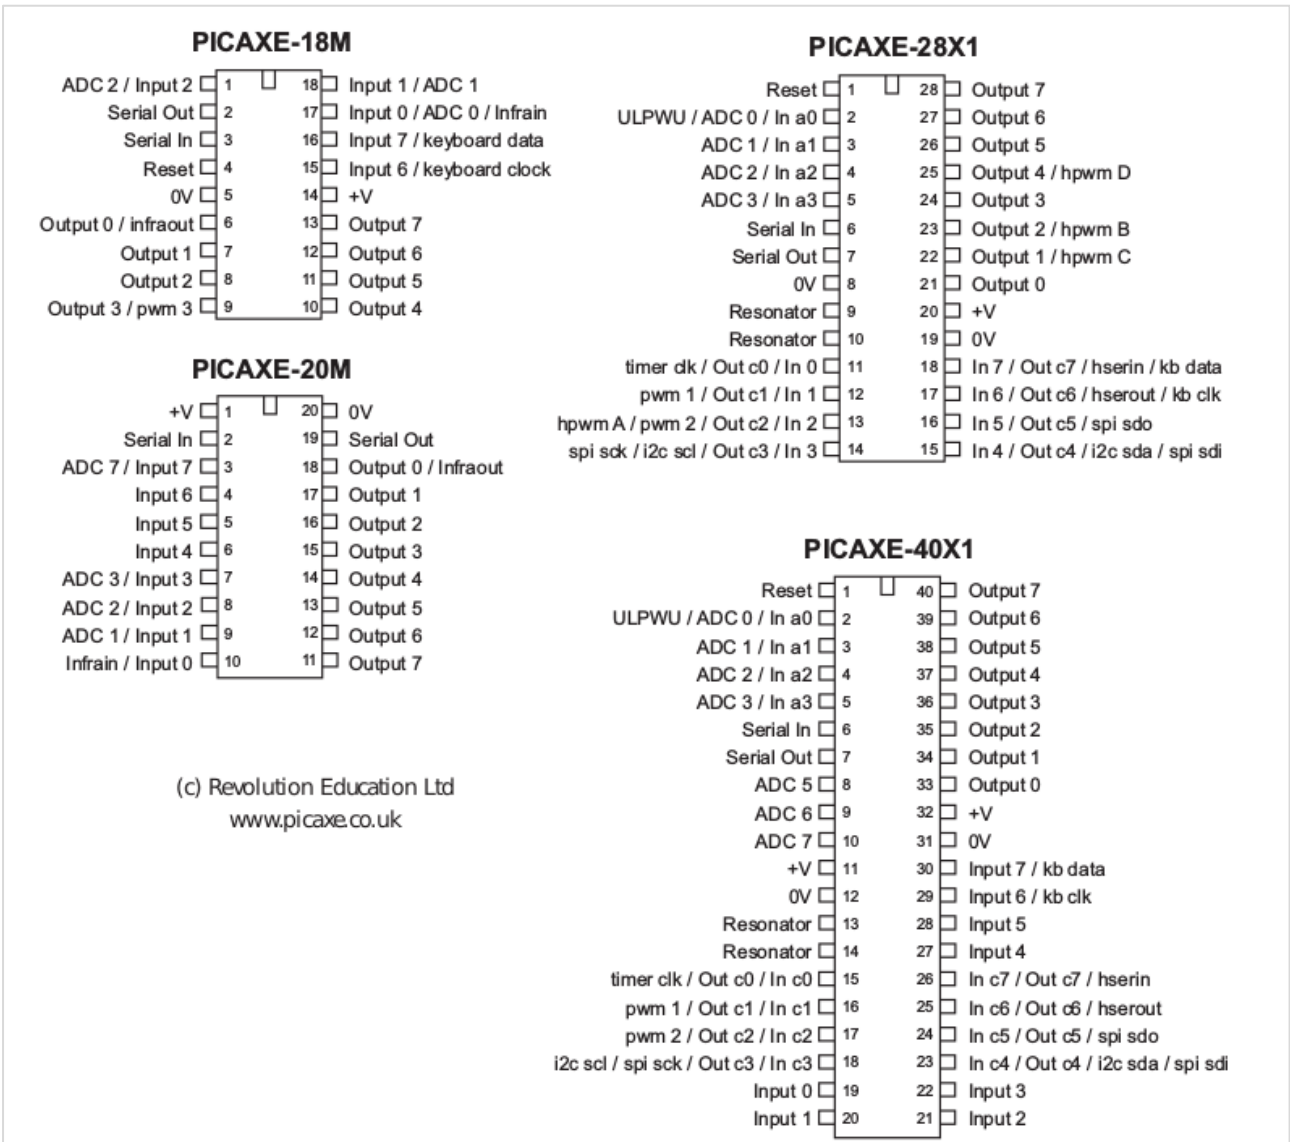 PICAXE-18M
ADC 2 / Input 2 1 18 Input 1 / ADC 1
Serial Out 2 17 Input 0 / ADC 0 / Infrain
Serial In 3 16 Input 7 / keyboard data
Reset 4 15 Input 6 / keyboard clock
0V 5 14 +V
Output 0 / infraout 6 13 Output 7
Output 1 7 12 Output 6
Output 2 8 11 Output 5
Output 3 / pwm 3 9 10 Output 4
PICAXE-20M
+V 1 20 0V
Serial In 2 19 Serial Out
ADC 7 / Input 7 3 18 Output 0 / Infraout
Input 6 4 17 Output 1
Input 5 5 16 Output 2
Input 4 6 15 Output 3
ADC 3 / Input 3 7 14 Output 4
ADC 2 / Input 2 8 13 Output 5
ADC 1 / Input 1 9 12 Output 6
Infrain / Input 0 10 11 Output 7
(c) Revolution Education Ltd
www.picaxe.co.uk
PICAXE-28X1
Reset 1 28 Output 7
ULPWU / ADC 0 / In a0 2 27 Output 6
ADC 1 / In a1 3 26 Output 5
ADC 2 / In a2 4 25 Output 4 / hpwm D
ADC 3 / In a3 5 24 Output 3
Serial In 6 23 Output 2 / hpwm B
Serial Out 7 22 Output 1 / hpwm C
0V 8 21 Output 0
Resonator 9 20 +V
Resonator 10 19 0V
timer clk / Out c0 / In 0 11 18 In 7 / Out c7 / hserin / kb data
pwm 1 / Out c1 / In 1 12 17 In 6 / Out c6 / hserout / kb clk
hpwm A / pwm 2 / Out c2 / In 2 13 16 In 5 / Out c5 / spi sdo
spi sck / i2c scl / Out c3 / In 3 14 15 In 4 / Out c4 / i2c sda / spi sdi
PICAXE-40X1
Reset 1 40 Output 7
ULPWU / ADC 0 / In a0 2 39 Output 6
ADC 1 / In a1 3 38 Output 5
ADC 2 / In a2 4 37 Output 4
ADC 3 / In a3 5 36 Output 3
Serial In 6 35 Output 2
Serial Out 7 34 Output 1
ADC 5 8 33 Output 0
ADC 6 9 32 +V
ADC 7 10 31 0V
+V 11 30 Input 7 / kb data
0V 12 29 Input 6 / kb clk
Resonator 13 28 Input 5
Resonator 14 27 Input 4
timer clk / Out c0 / In c0 15 26 In c7 / Out c7 / hserin
pwm 1 / Out c1 / In c1 16 25 In c6 / Out c6 / hserout
pwm 2 / Out c2 / In c2 17 24 In c5 / Out c5 / spi sdo
i2c scl / spi sck / Out c3 / In c3 18 23 In c4 / Out c4 / i2c sda / spi sdi
Input 0 19 22 Input 3
Input 1 20 21 Input 2